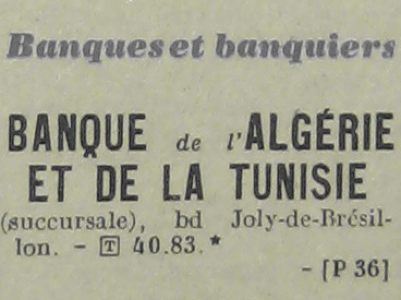 Banques et banquiers
BANQUE de l'ALGÉRIE
ET DE LA TUNISIE
(succursale), bd Joly-de-Brésil-
lon. - T 40.83.*
- [P 36]